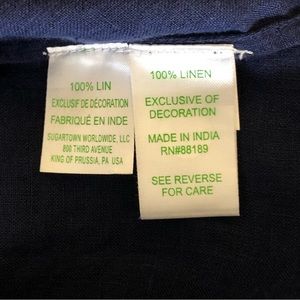 100% LIN
EXCLUSIF DE DÉCORATION
FABRIQUÉ EN INDE
SUGARTOWN WORLDWIDE, LLC
800 THIRD AVENUE
KING OF PRUSSIA, PA USA
100% LINEN
EXCLUSIVE OF
DECORATION
MADE IN INDIA
RN#88189
SEE REVERSE
FOR CARE